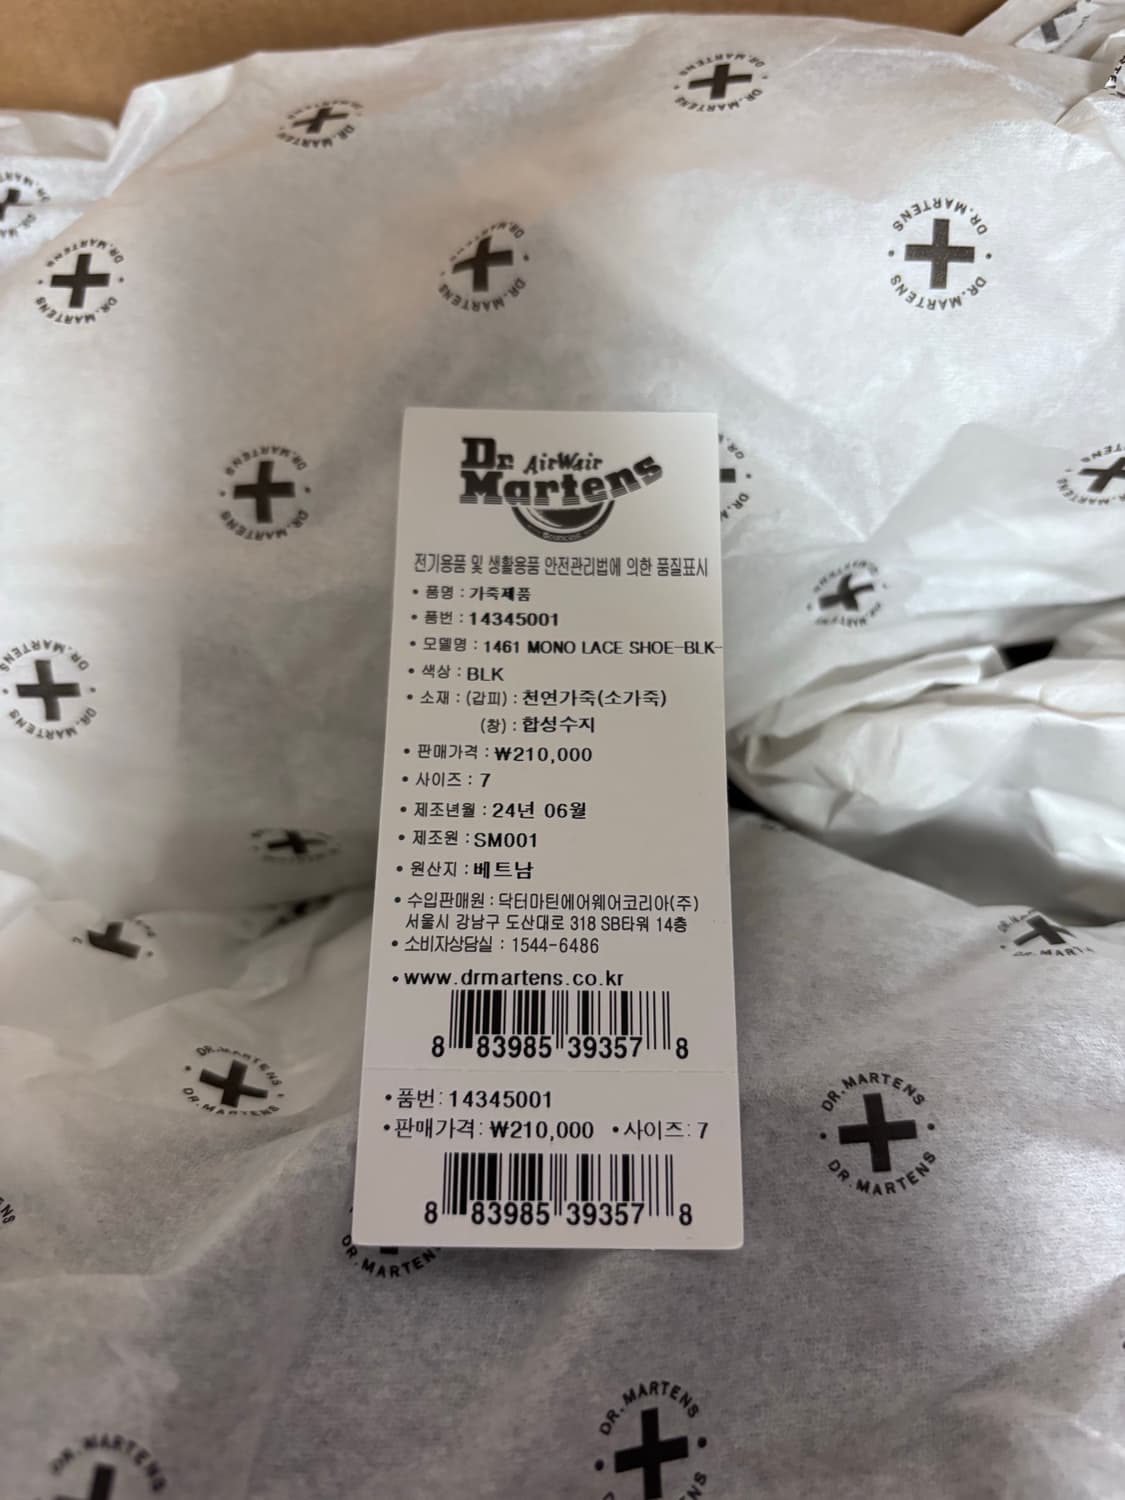 Dr. AirWair
Martens
전기용품 및 생활용품 안전관리법에 의한 품질표시
• 품명 : 가죽제품
• 품번 : 14345001
• 모델명 : 1461 MONO LACE SHOE-BLK-
• 색상 : BLK
• 소재 : (갑피) : 천연가죽(소가죽)
(창) : 합성수지
• 판매가격 : ₩210,000
• 사이즈 : 7
• 제조년월 : 24년 06월
• 제조원 : SM001
• 원산지 : 베트남
• 수입판매원 : 닥터마틴에어웨어코리아(주)
서울시 강남구 도산대로 318 SB타워 14층
• 소비자상담실 : 1544-6486
• www.drmartens.co.kr
8 83985 39357 8
• 품번: 14345001
• 판매가격: ₩210,000 • 사이즈: 7
8 83985 39357 8
DR.MARTENS
DR.MARTENS